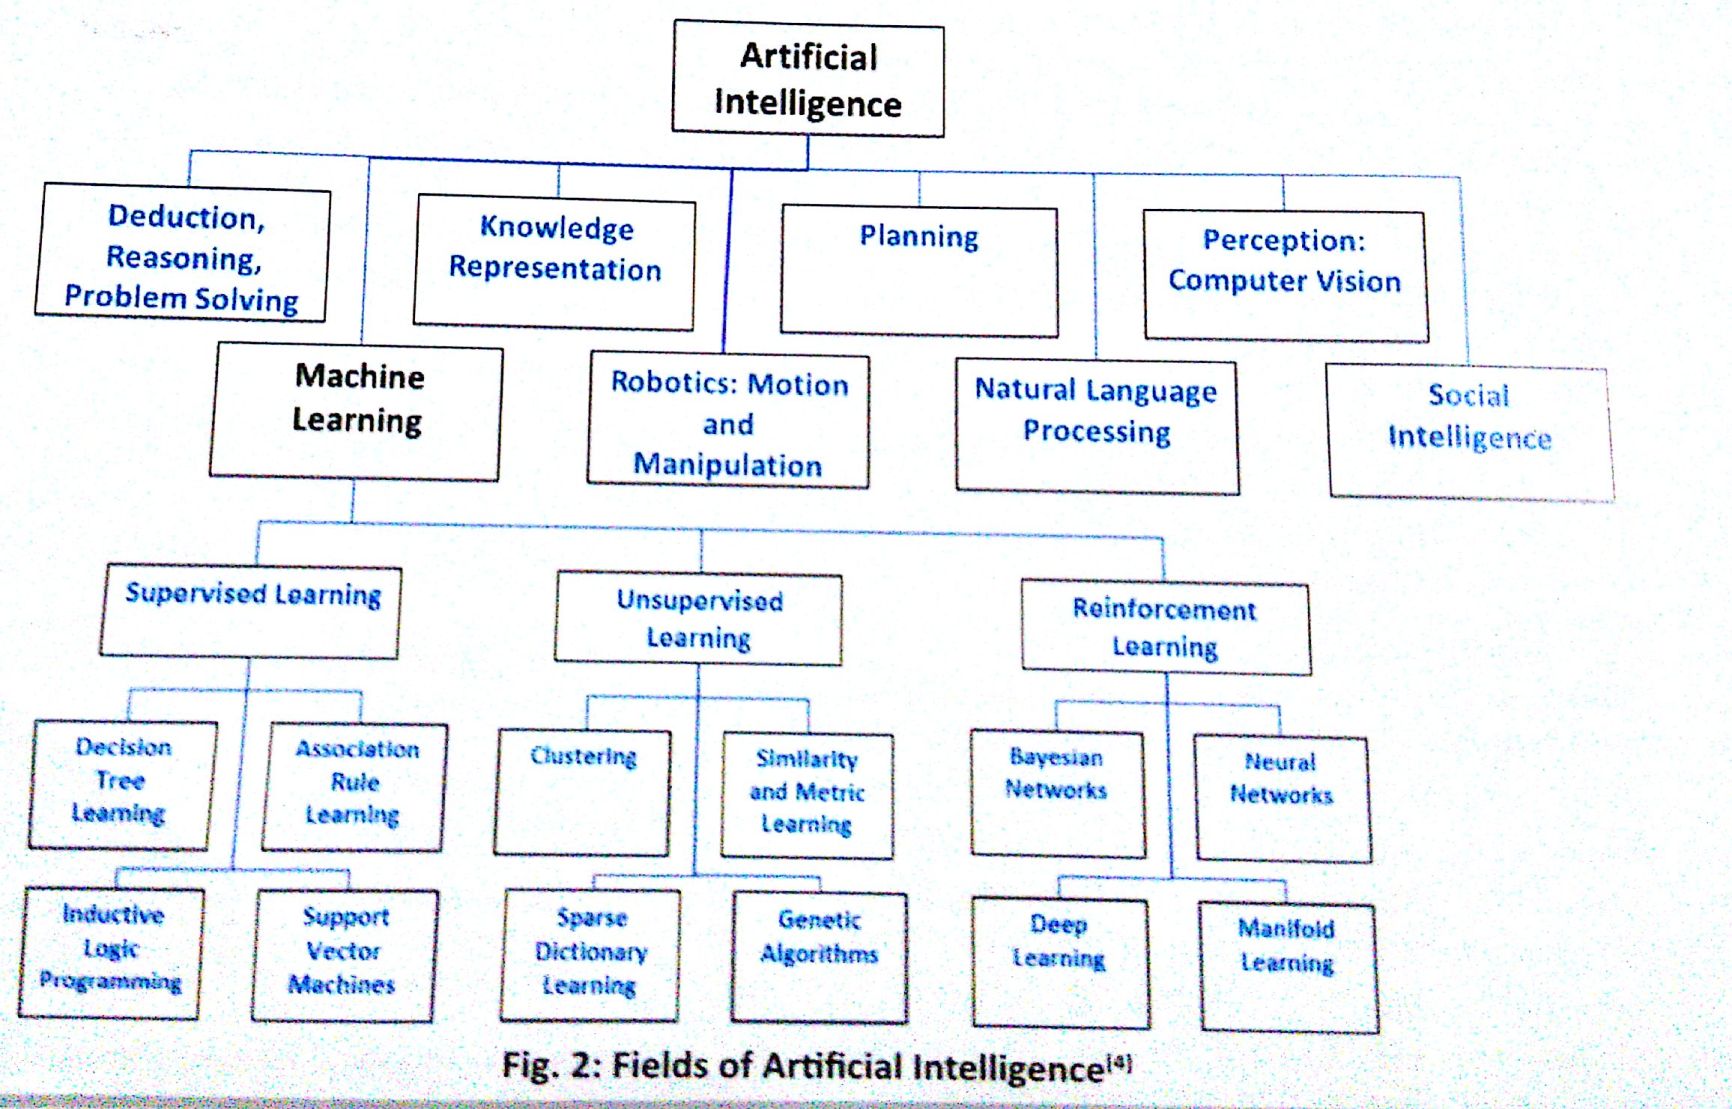 Artificial
Intelligence
Deduction,
Reasoning,
Problem Solving
Knowledge
Representation
Planning
Perception:
Computer Vision
Machine
Learning
Robotics: Motion
and
Manipulation
Natural Language
Processing
Social
Intelligence
Supervised Learning
Unsupervised
Learning
Reinforcement
Learning
Decision
Tree
Learning
Association
Rule
Learning
Clustering
Similarity
and Metric
Learning
Bayesian
Networks
Neural
Networks
Inductive
Logic
Programming
Support
Vector
Machines
Sparse
Dictionary
Learning
Genetic
Algorithms
Deep
Learning
Manifold
Learning
Fig. 2: Fields of Artificial Intelligence[4]